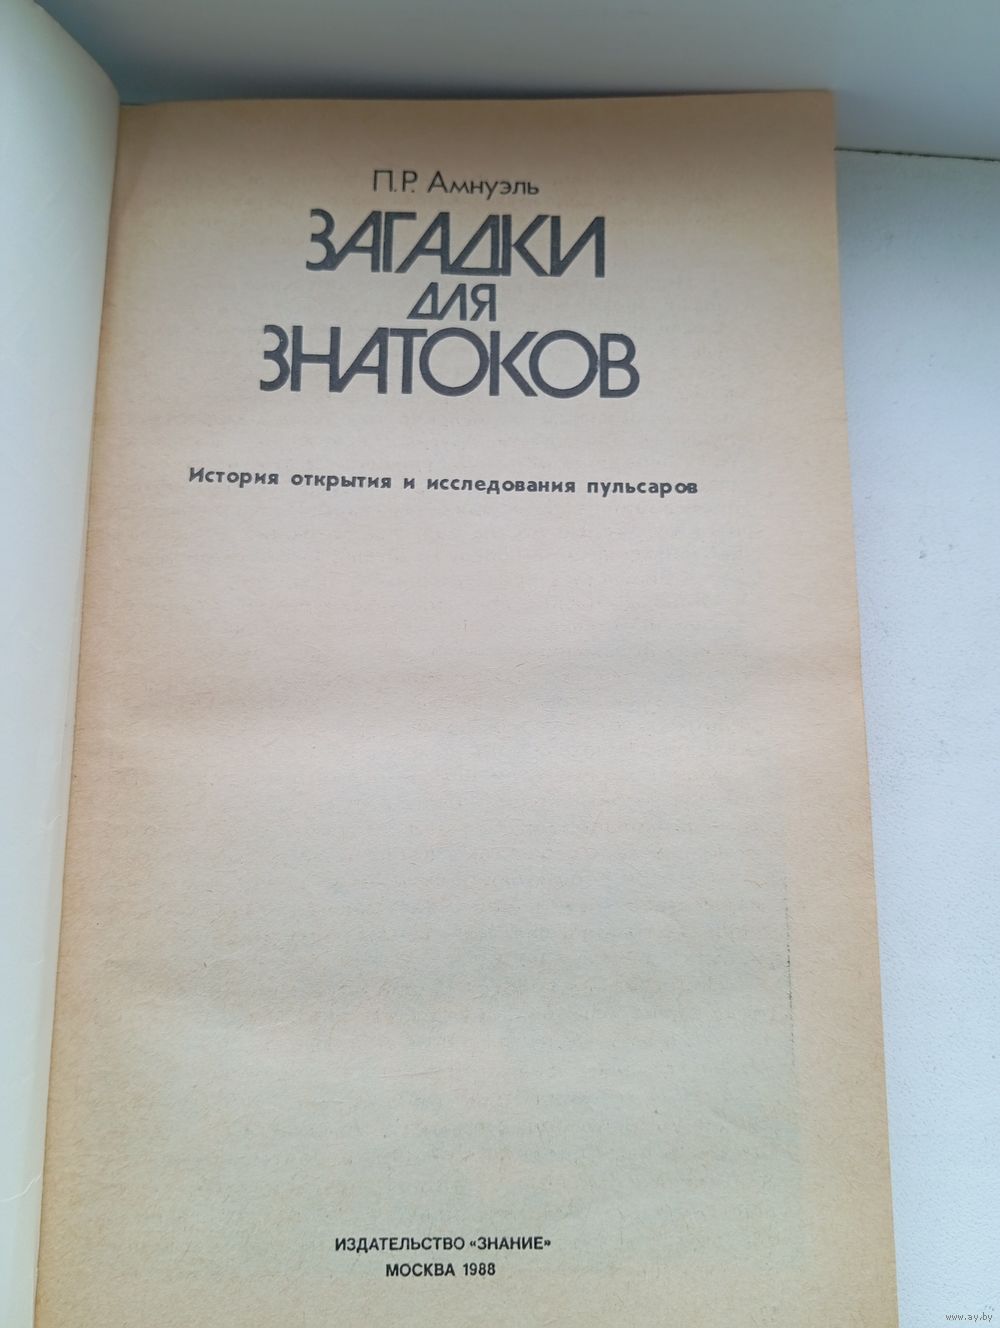 П.Р. Амнуэль
ЗАГАДКИ
ДЛЯ
ЗНАТОКОВ
История открытия и исследования пульсаров
ИЗДАТЕЛЬСТВО «ЗНАНИЕ»
МОСКВА 1988
www.ay.by